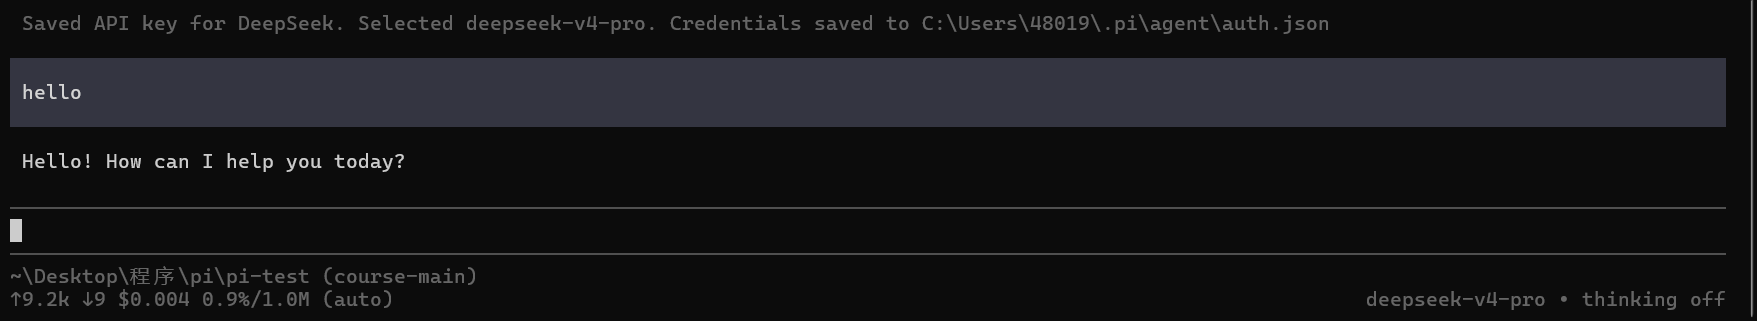 Saved API key for DeepSeek. Selected deepseek-v4-pro. Credentials saved to C:\Users\48019\.pi\agent\auth.json
hello
Hello! How can I help you today?
~\Desktop\程序\pi\pi-test (course-main)
↑9.2k ↓9 $0.004 0.9%/1.0M (auto)
deepseek-v4-pro • thinking off